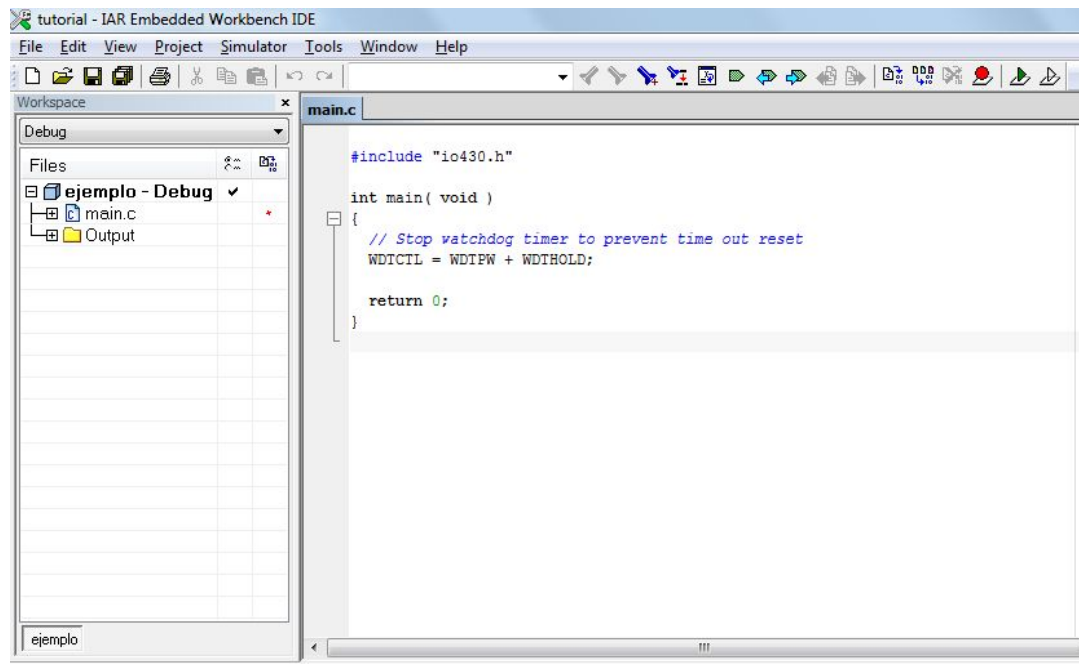 tutorial - IAR Embedded Workbench IDE
File Edit View Project Simulator Tools Window Help
Workspace
Debug
Files
ejemplo - Debug
main.c
Output
ejemplo
main.c
#include "io430.h"
int main( void )
{
// Stop watchdog timer to prevent time out reset
WDTCTL = WDTPW + WDTHOLD;
return 0;
}